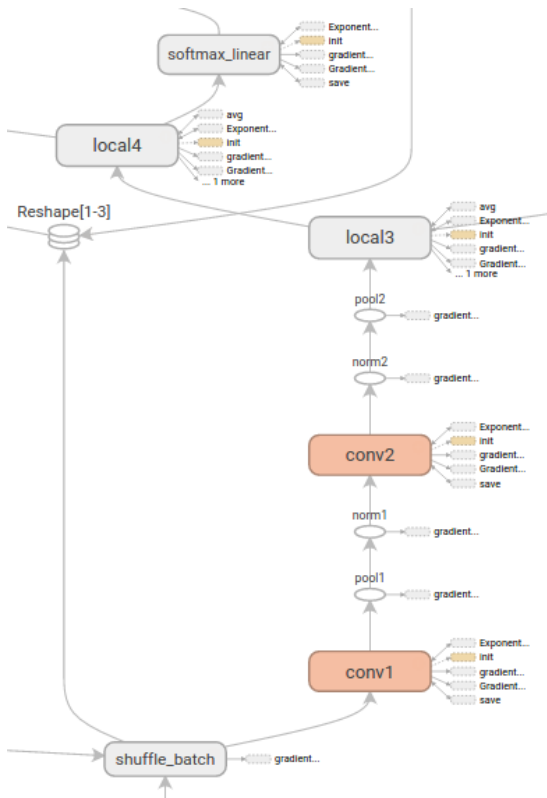 Exponent...
init
softmax_linear
gradient...
Gradient...
save
avg
Exponent...
local4
init
gradient...
Gradient...
... 1 more
Reshape[1-3]
avg
Exponent...
local3
init
gradient...
Gradient...
... 1 more
pool2
gradient...
norm2
gradient...
Exponent...
init
conv2
gradient...
Gradient...
save
norm1
gradient...
pool1
gradient...
Exponent...
init
conv1
gradient...
Gradient...
save
shuffle_batch
gradient...